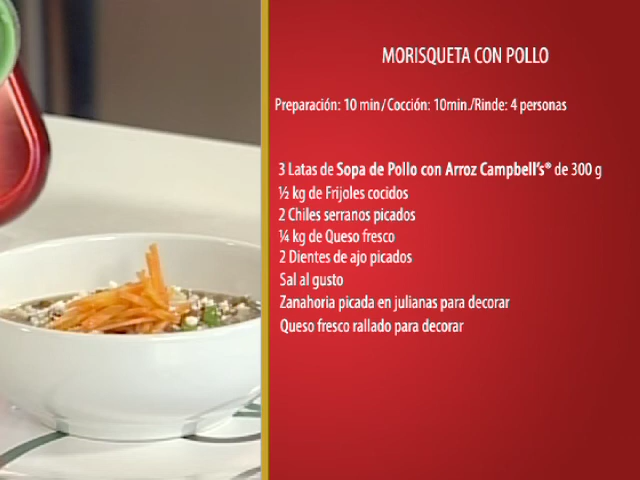 MORISQUETA CON POLLO
Preparación: 10 min/Cocción: 10min./Rinde: 4 personas
3 Latas de Sopa de Pollo con Arroz Campbell's® de 300 g
½ kg de Frijoles cocidos
2 Chiles serranos picados
¼ kg de Queso fresco
2 Dientes de ajo picados
Sal al gusto
Zanahoria picada en julianas para decorar
Queso fresco rallado para decorar